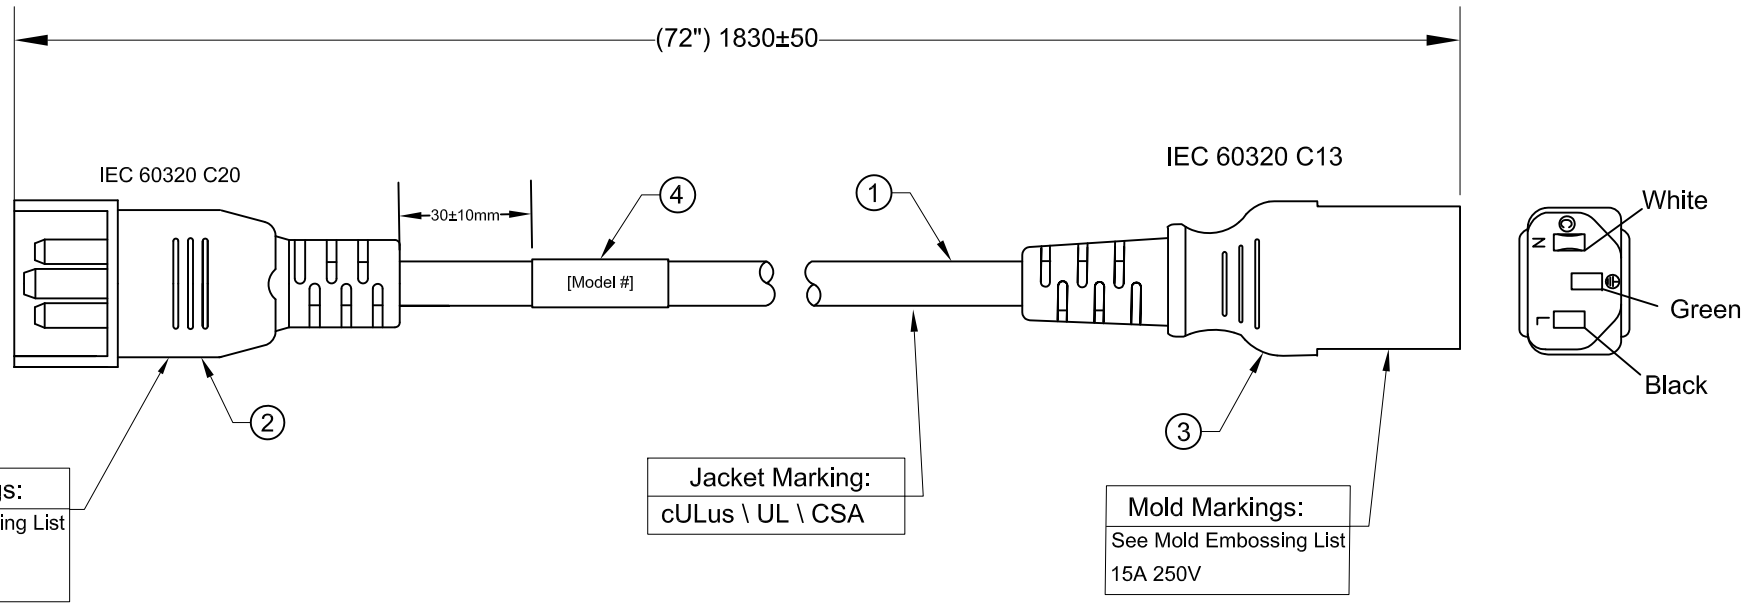 (72") 1830±50
IEC 60320 C20
IEC 60320 C13
30±10mm
4
1
[Model #]
White
C
N
Green
L
Black
2
3
gs:
ing List
Jacket Marking:
cULus \ UL \ CSA
Mold Markings:
See Mold Embossing List
15A 250V